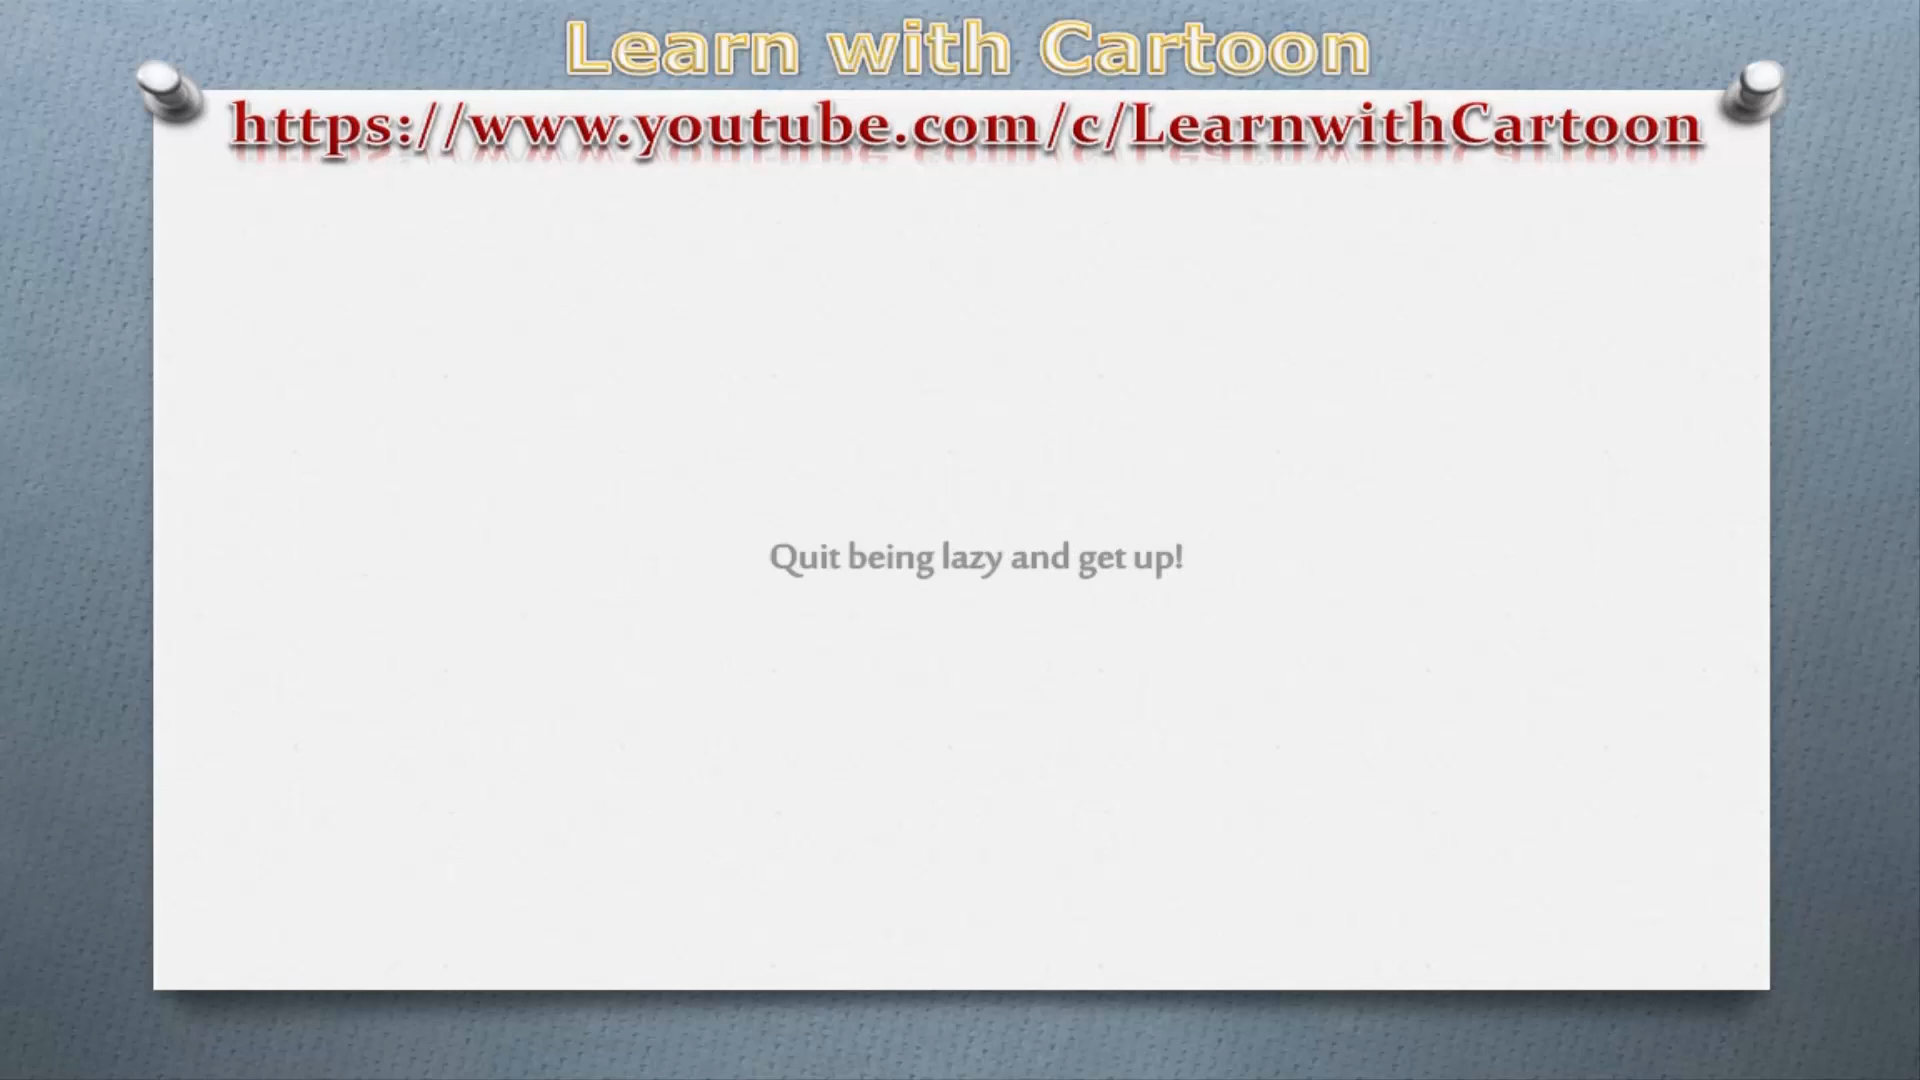 Learn with Cartoon
https://www.youtube.com/c/LearnwithCartoon
Quit being lazy and get up!